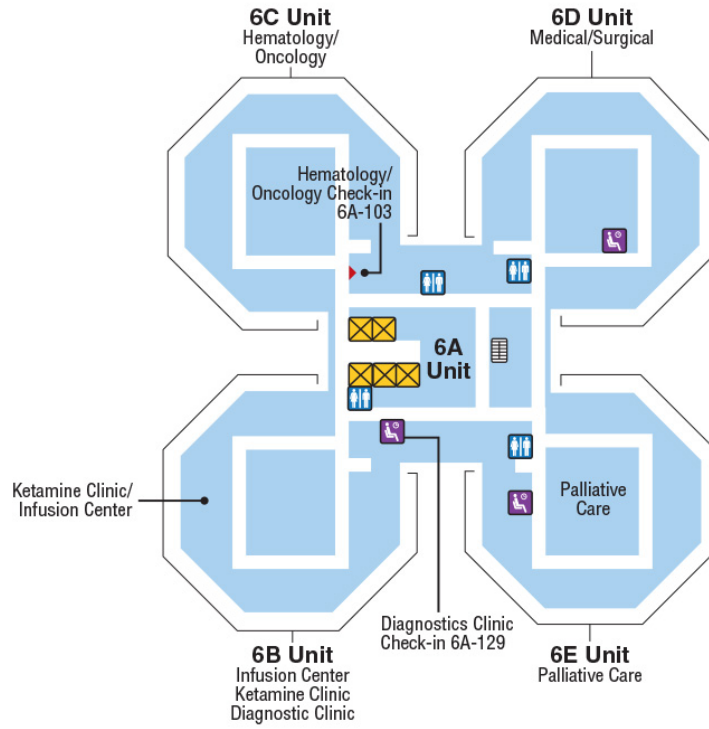 6C Unit
Hematology/
Oncology
6D Unit
Medical/Surgical
Hematology/
Oncology Check-in
6A-103
6A
Unit
Ketamine Clinic/
Infusion Center
Palliative
Care
Diagnostics Clinic
Check-in 6A-129
6B Unit
Infusion Center
Ketamine Clinic
Diagnostic Clinic
6E Unit
Palliative Care